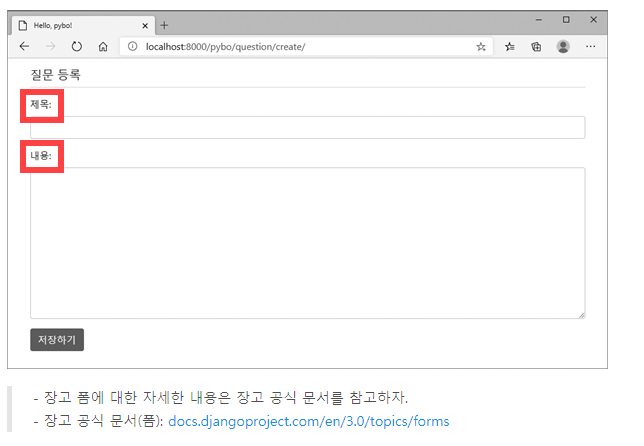 Hello, pybo!
localhost:8000/pybo/question/create/
질문 등록
제목:
내용:
저장하기
- 장고 폼에 대한 자세한 내용은 장고 공식 문서를 참고하자.
- 장고 공식 문서(폼): docs.djangoproject.com/en/3.0/topics/forms